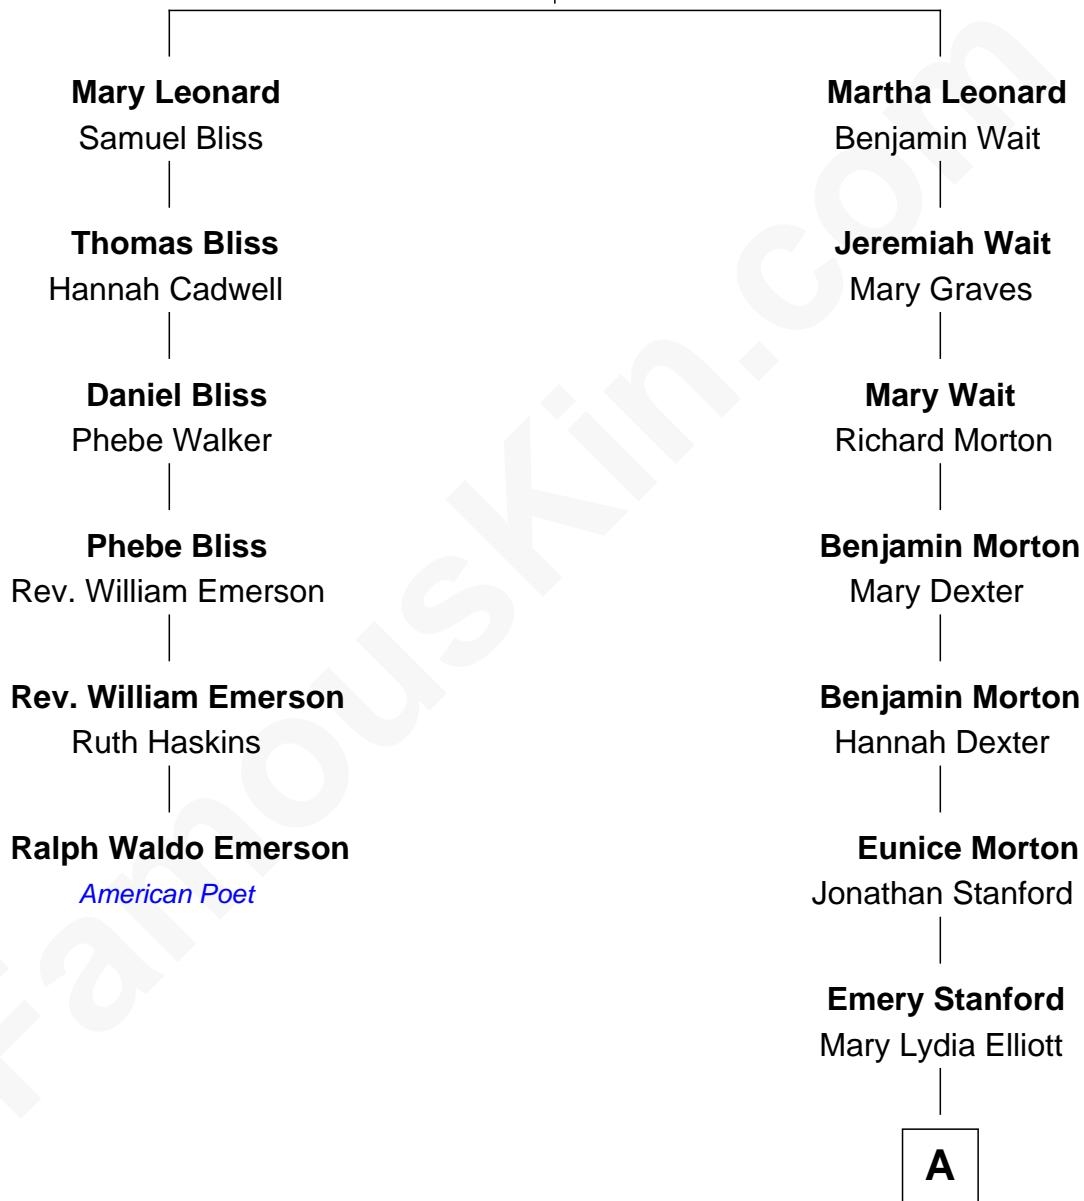 Mary Leonard
Samuel Bliss
Thomas Bliss
Hannah Cadwell
Daniel Bliss
Phebe Walker
Phebe Bliss
Rev. William Emerson
Rev. William Emerson
Ruth Haskins
Ralph Waldo Emerson
American Poet
Martha Leonard
Benjamin Wait
Jeremiah Wait
Mary Graves
Mary Wait
Richard Morton
Benjamin Morton
Mary Dexter
Benjamin Morton
Hannah Dexter
Eunice Morton
Jonathan Stanford
Emery Stanford
Mary Lydia Elliott
A
FamousKin.com